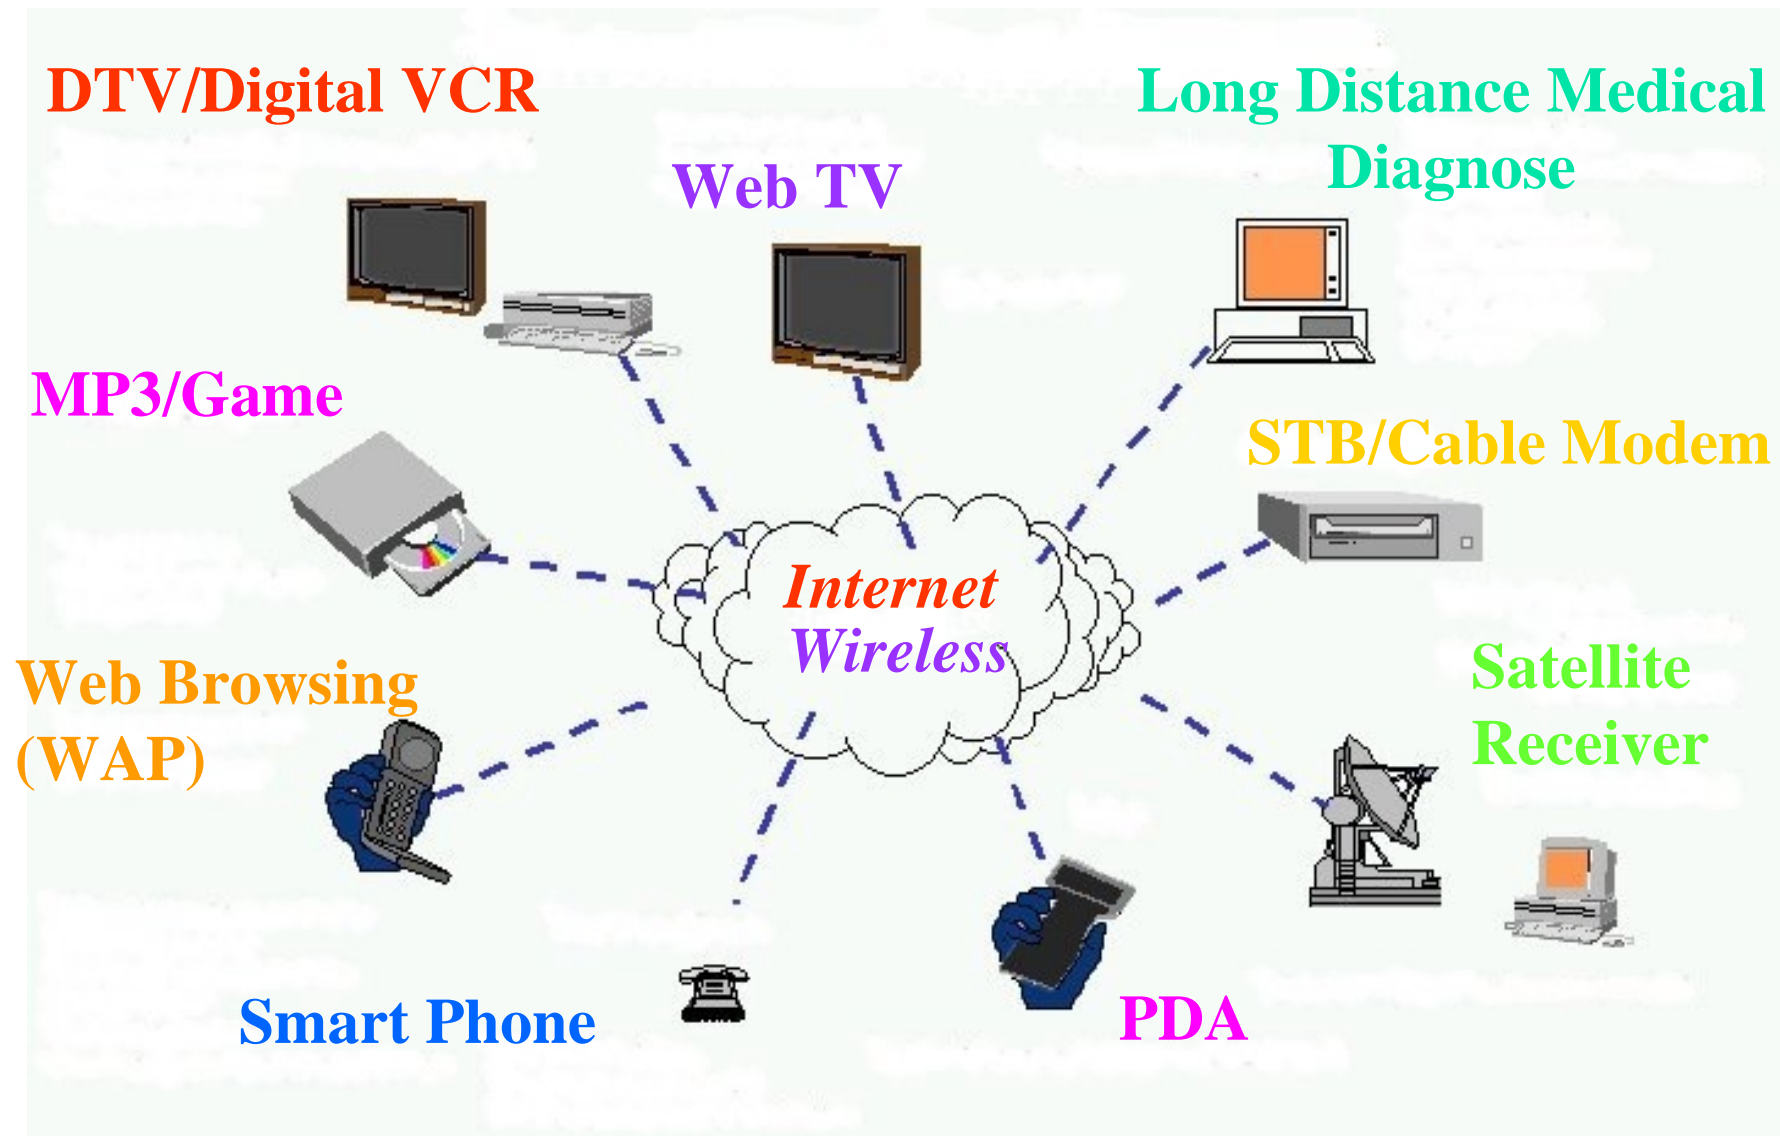 DTV/Digital VCR
Long Distance Medical
Diagnose
Web TV
MP3/Game
STB/Cable Modem
Internet
Wireless
Web Browsing
(WAP)
Satellite
Receiver
Smart Phone
PDA